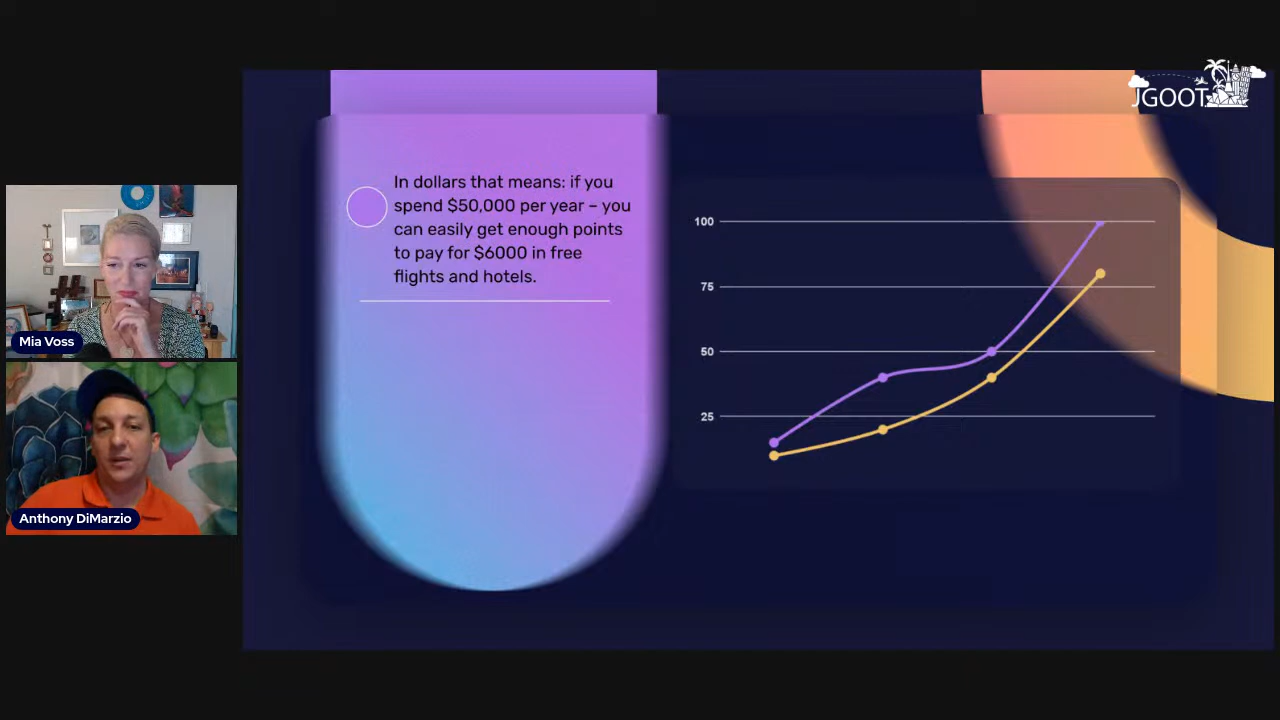 JGOOT
In dollars that means: if you
spend $50,000 per year – you
can easily get enough points
to pay for $6000 in free
flights and hotels.
100
75
50
25
Mia Voss
Anthony DiMarzio